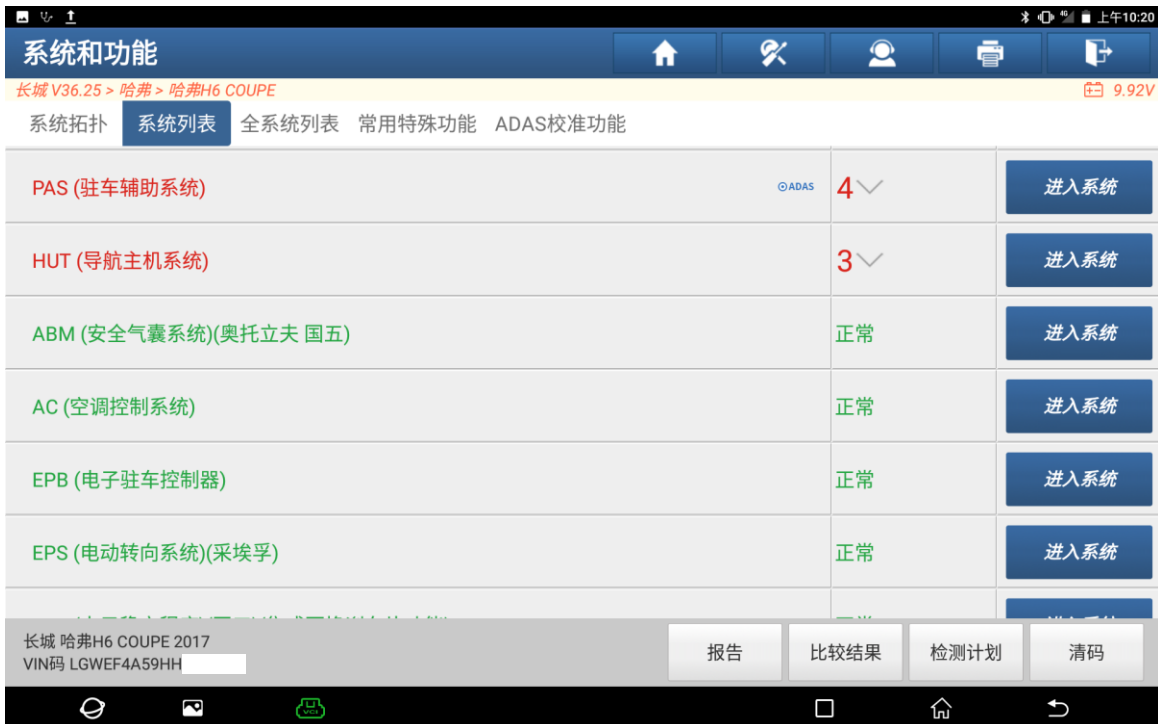 4G 上午10:20
系统和功能
长城 V36.25 > 哈弗 > 哈弗H6 COUPE 9.92V
系统拓扑 系统列表 全系统列表 常用特殊功能 ADAS校准功能
PAS (驻车辅助系统) ADAS 4 进入系统
HUT (导航主机系统) 3 进入系统
ABM (安全气囊系统)(奥托立夫 国五) 正常 进入系统
AC (空调控制系统) 正常 进入系统
EPB (电子驻车控制器) 正常 进入系统
EPS (电动转向系统)(采埃孚) 正常 进入系统
长城 哈弗H6 COUPE 2017
VIN码 LGWEF4A59HH
报告 比较结果 检测计划 清码
VCI